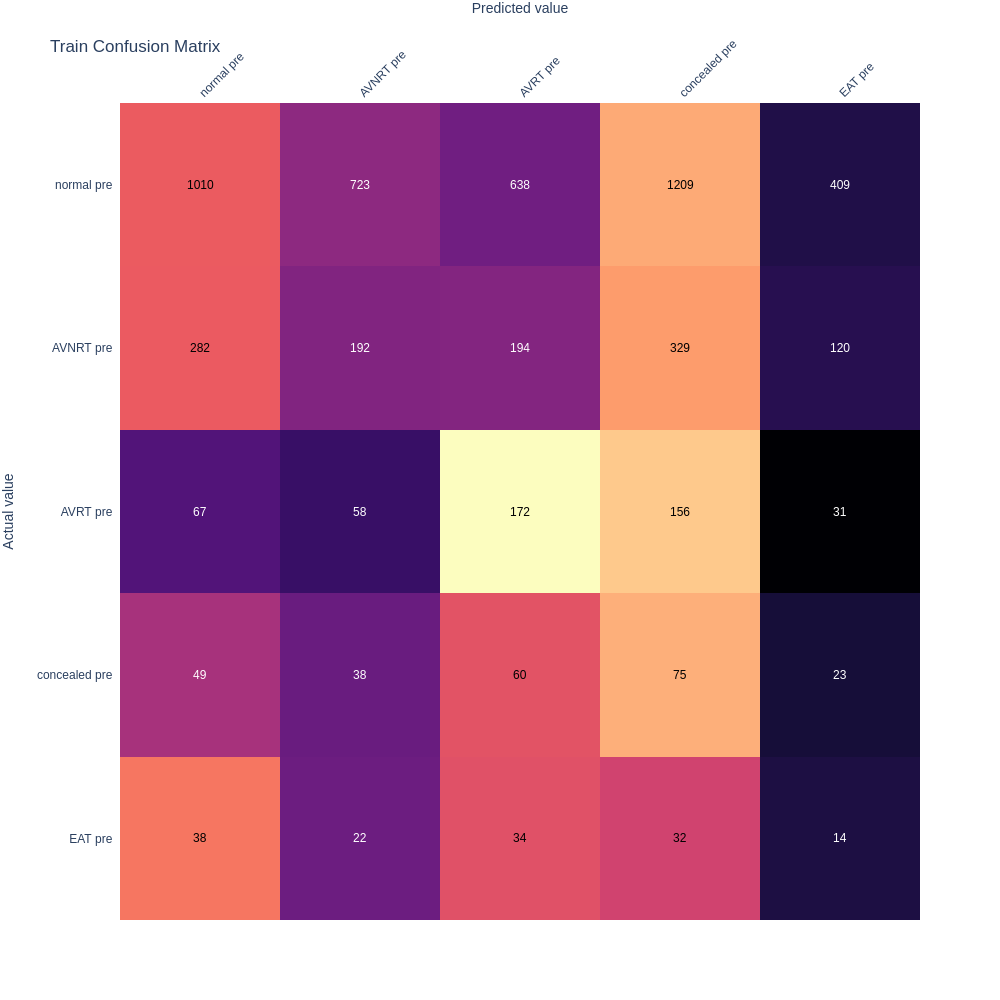 Predicted value
Train Confusion Matrix
normal pre AVNRT pre AVRT pre concealed pre EAT pre
normal pre 1010 723 638 1209 409
AVNRT pre 282 192 194 329 120
AVRT pre 67 58 172 156 31
Actual value
concealed pre 49 38 60 75 23
EAT pre 38 22 34 32 14